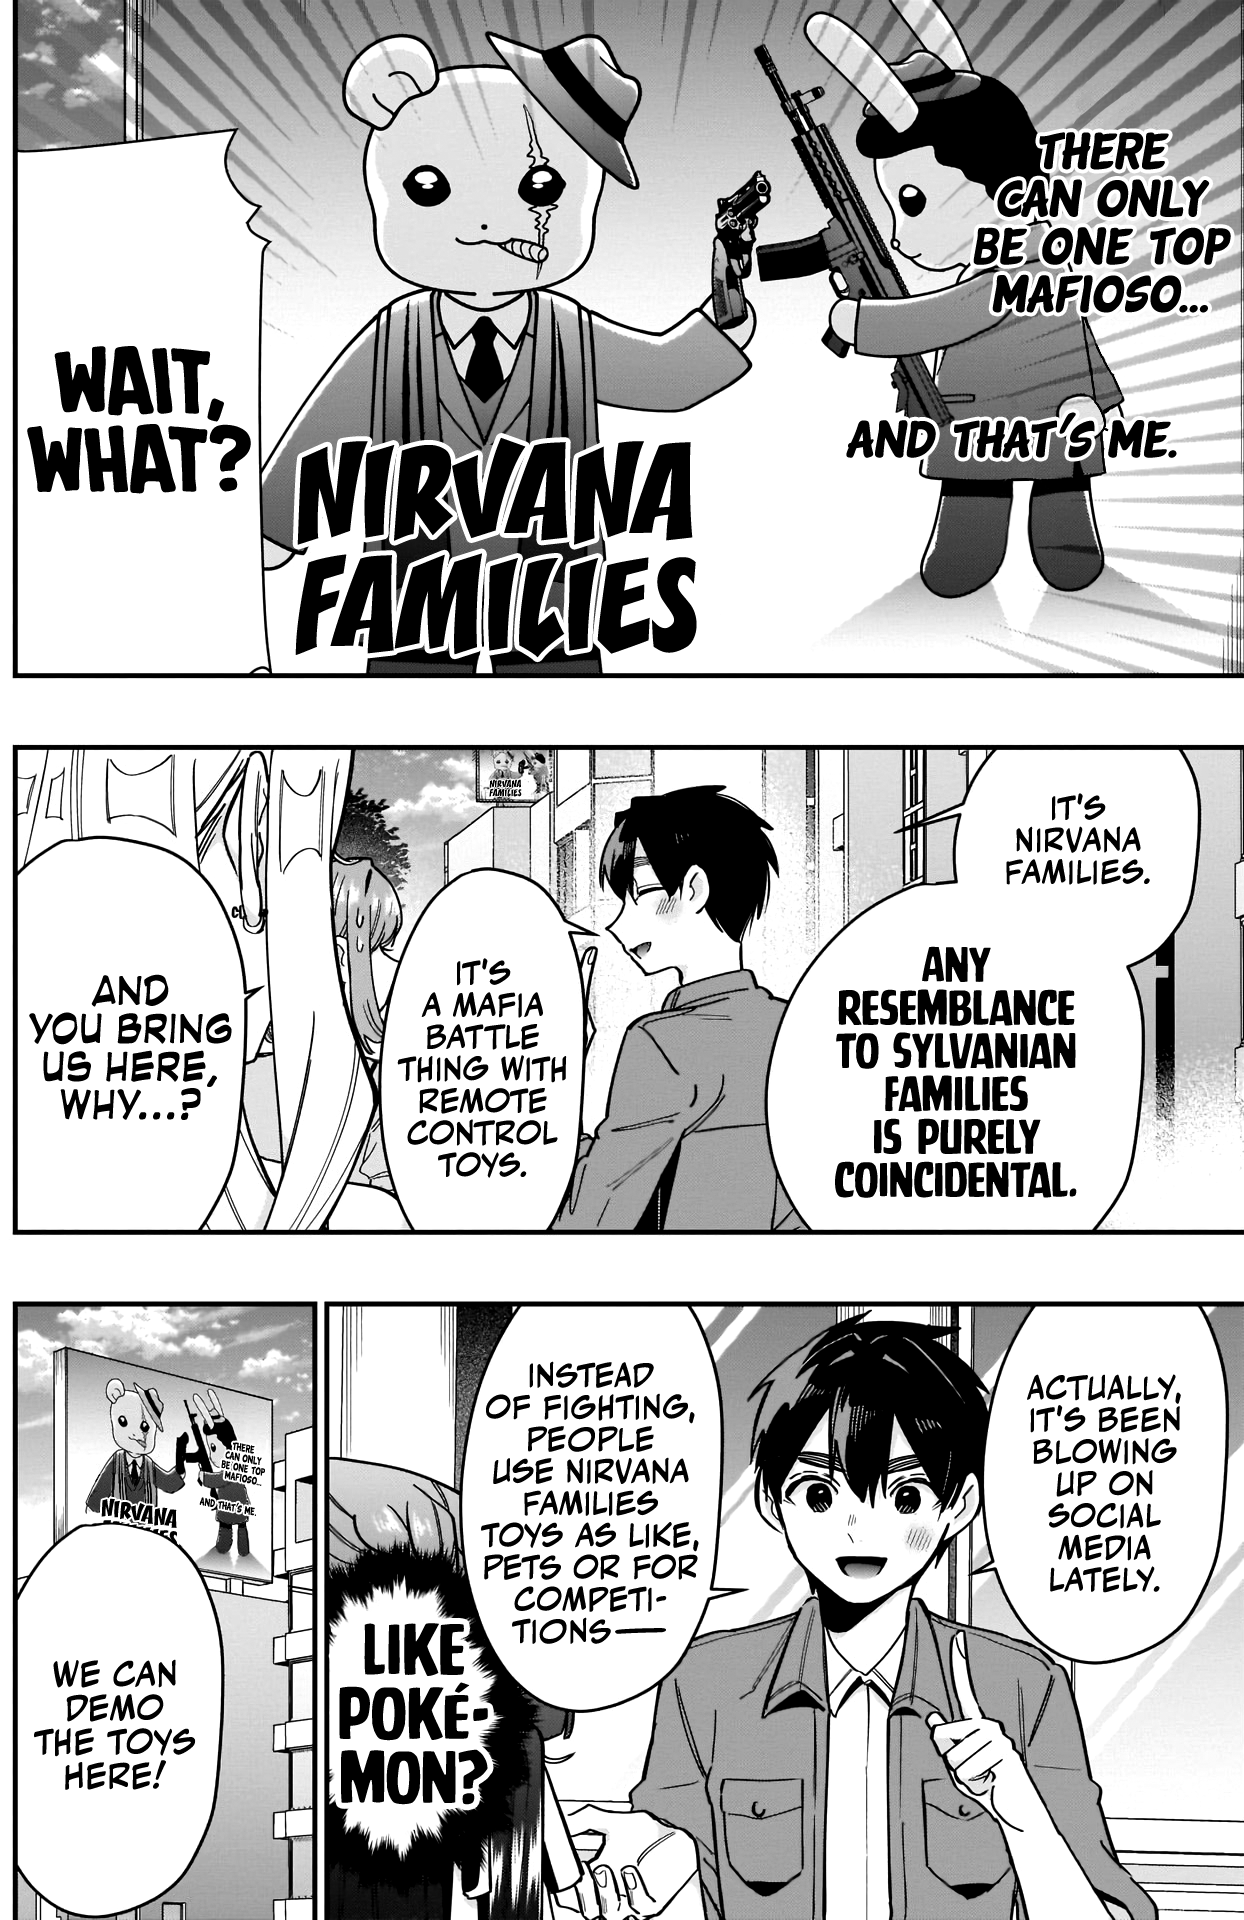 THERE
CAN ONLY
BE ONE TOP
MAFIOSO...
AND THAT'S ME.
NIRVANA
FAMILIES
WAIT,
WHAT?
IT'S
NIRVANA
FAMILIES.
ANY
RESEMBLANCE
TO SYLVANIAN
FAMILIES
IS PURELY
COINCIDENTAL.
NIRVANA
FAMILIES
IT'S
A MAFIA
BATTLE
THING WITH
REMOTE
CONTROL
TOYS.
AND
YOU BRING
US HERE,
WHY...?
ACTUALLY,
IT'S BEEN
BLOWING
UP ON
SOCIAL
MEDIA
LATELY.
INSTEAD
OF FIGHTING,
PEOPLE
USE NIRVANA
FAMILIES
TOYS AS LIKE,
PETS OR FOR
COMPETI-
TIONS—
LIKE
POKÉ-
MON?
THERE
CAN ONLY
BE ONE TOP
MAFIOSO...
AND THAT'S ME.
NIRVANA
FAMILIES
WE CAN
DEMO
THE TOYS
HERE!